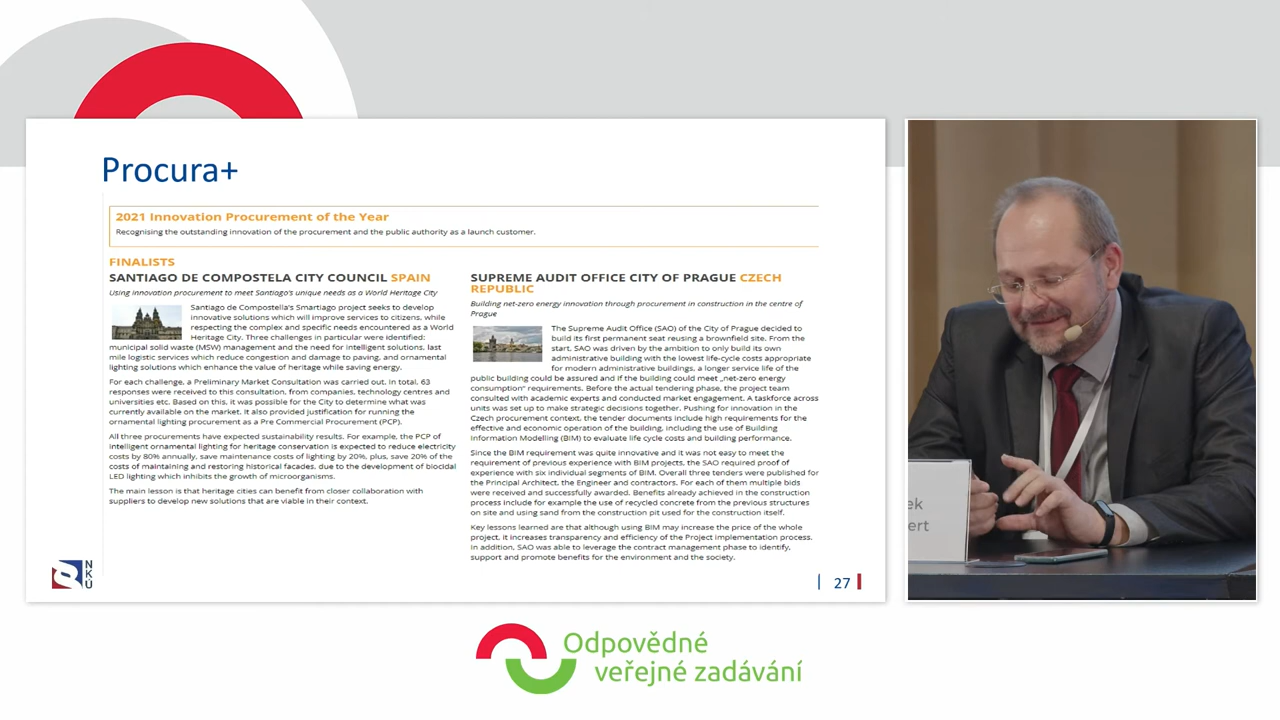 Procura+
2021 Innovation Procurement of the Year
Recognising the outstanding innovation of the procurement and the public authority as a launch customer.
FINALISTS
SANTIAGO DE COMPOSTELA CITY COUNCIL SPAIN
Using innovation procurement to meet Santiago's unique needs as a World Heritage City
Santiago de Compostela's Smartiago project seeks to develop
innovative solutions which will improve services to citizens, while
respecting the complex and specific needs encountered as a World
Heritage City. Three challenges in particular were identified:
municipal solid waste (MSW) management and the need for intelligent solutions, last
mile logistic services which reduce congestion and damage to paving, and ornamental
lighting solutions which enhance the value of heritage while saving energy.
For each challenge, a Preliminary Market Consultation was carried out. In total, 63
responses were received to this consultation, from companies, technology centres and
universities etc. Based on this, it was possible for the City to determine what was
currently available on the market. It also provided justification for running the
ornamental lighting procurement as a Pre Commercial Procurement (PCP).
All three procurements have expected sustainability results. For example, the PCP of
intelligent ornamental lighting for heritage conservation is expected to reduce electricity
costs by 80% annually, save maintenance costs of lighting by 20%, plus, save 20% of the
costs of maintaining and restoring historical facades, due to the development of biocidal
LED lighting which inhibits the growth of microorganisms.
The main lesson is that heritage cities can benefit from closer collaboration with
suppliers to develop new solutions that are viable in their context.
SUPREME AUDIT OFFICE CITY OF PRAGUE CZECH
REPUBLIC
Building net-zero energy innovation through procurement in construction in the centre of
Prague
The Supreme Audit Office (SAO) of the City of Prague decided to
build its first permanent seat reusing a brownfield site. From the
start, SAO was driven by the ambition to only build its own
administrative building with the lowest life-cycle costs appropriate
for modern administrative buildings, a longer service life of the
public building could be assured and if the building could meet „net-zero energy
consumption" requirements. Before the actual tendering phase, the project team
consulted with academic experts and conducted market engagement. A taskforce across
units was set up to make strategic decisions together. Pushing for innovation in the
Czech procurement context, the tender documents include high requirements for the
effective and economic operation of the building, including the use of Building
Information Modelling (BIM) to evaluate life cycle costs and building performance.
Since the BIM requirement was quite innovative and it was not easy to meet the
requirement of previous experience with BIM projects, the SAO required proof of
experience with six individual segments of BIM. Overall three tenders were published for
the Principal Architect, the Engineer and contractors. For each of them multiple bids
were received and successfully awarded. Benefits already achieved in the construction
process include for example the use of recycled concrete from the previous structures
on site and using sand from the construction pit used for the construction itself.
Key lessons learned are that although using BIM may increase the price of the whole
project, it increases transparency and efficiency of the Project implementation process.
In addition, SAO was able to leverage the contract management phase to identify,
support and promote benefits for the environment and the society.
NKU
27
ek
ert
Odpovědné
veřejné zadávání